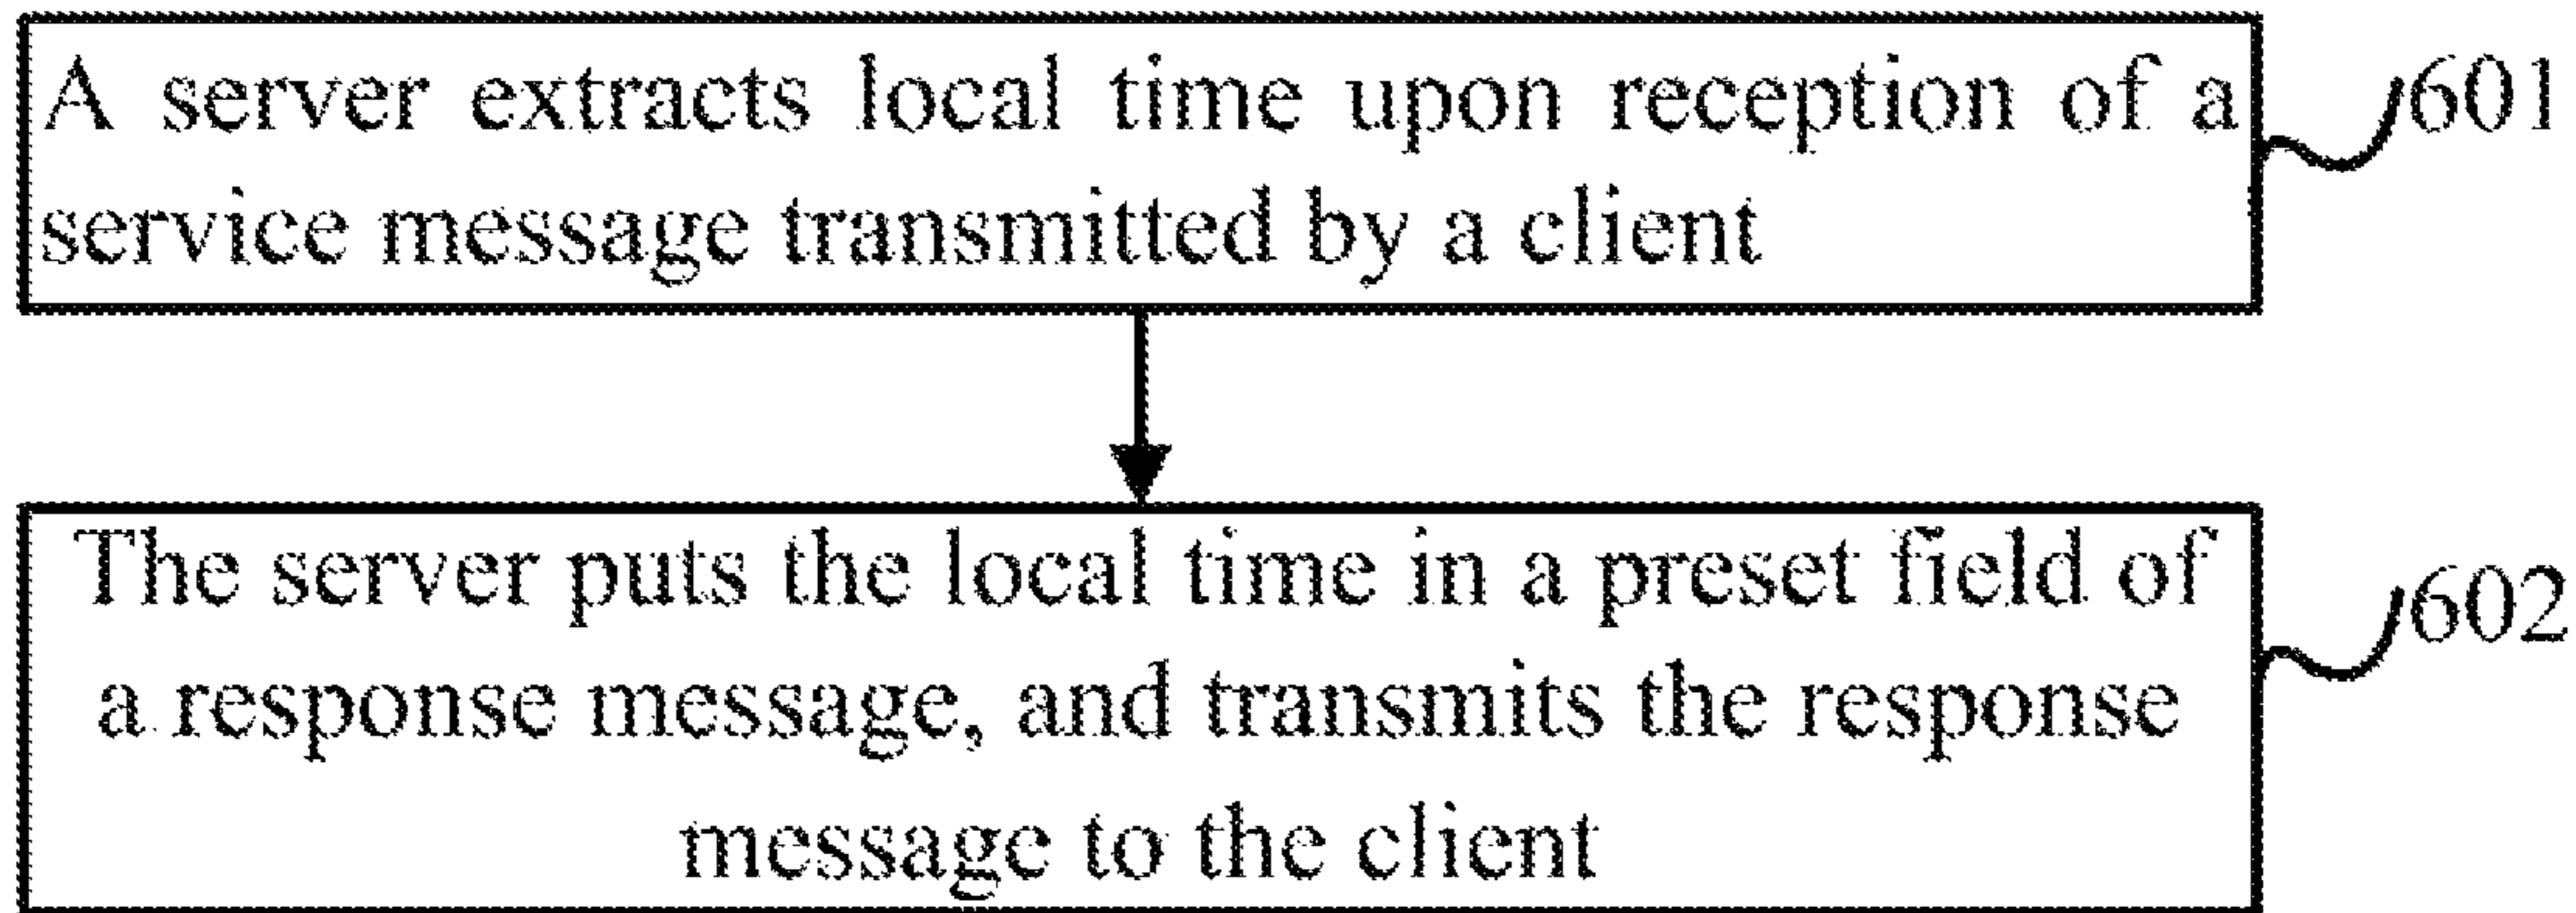 A server extracts local time upon reception of a
601
service message transmitted by a client
The server puts the local time in a preset field of
602
a response message, and transmits the response
message to the client